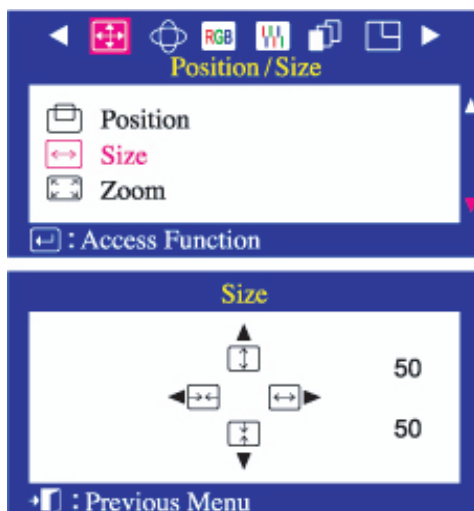 RGB
Position / Size
Position
Size
Zoom
: Access Function
Size
50
50
: Previous Menu